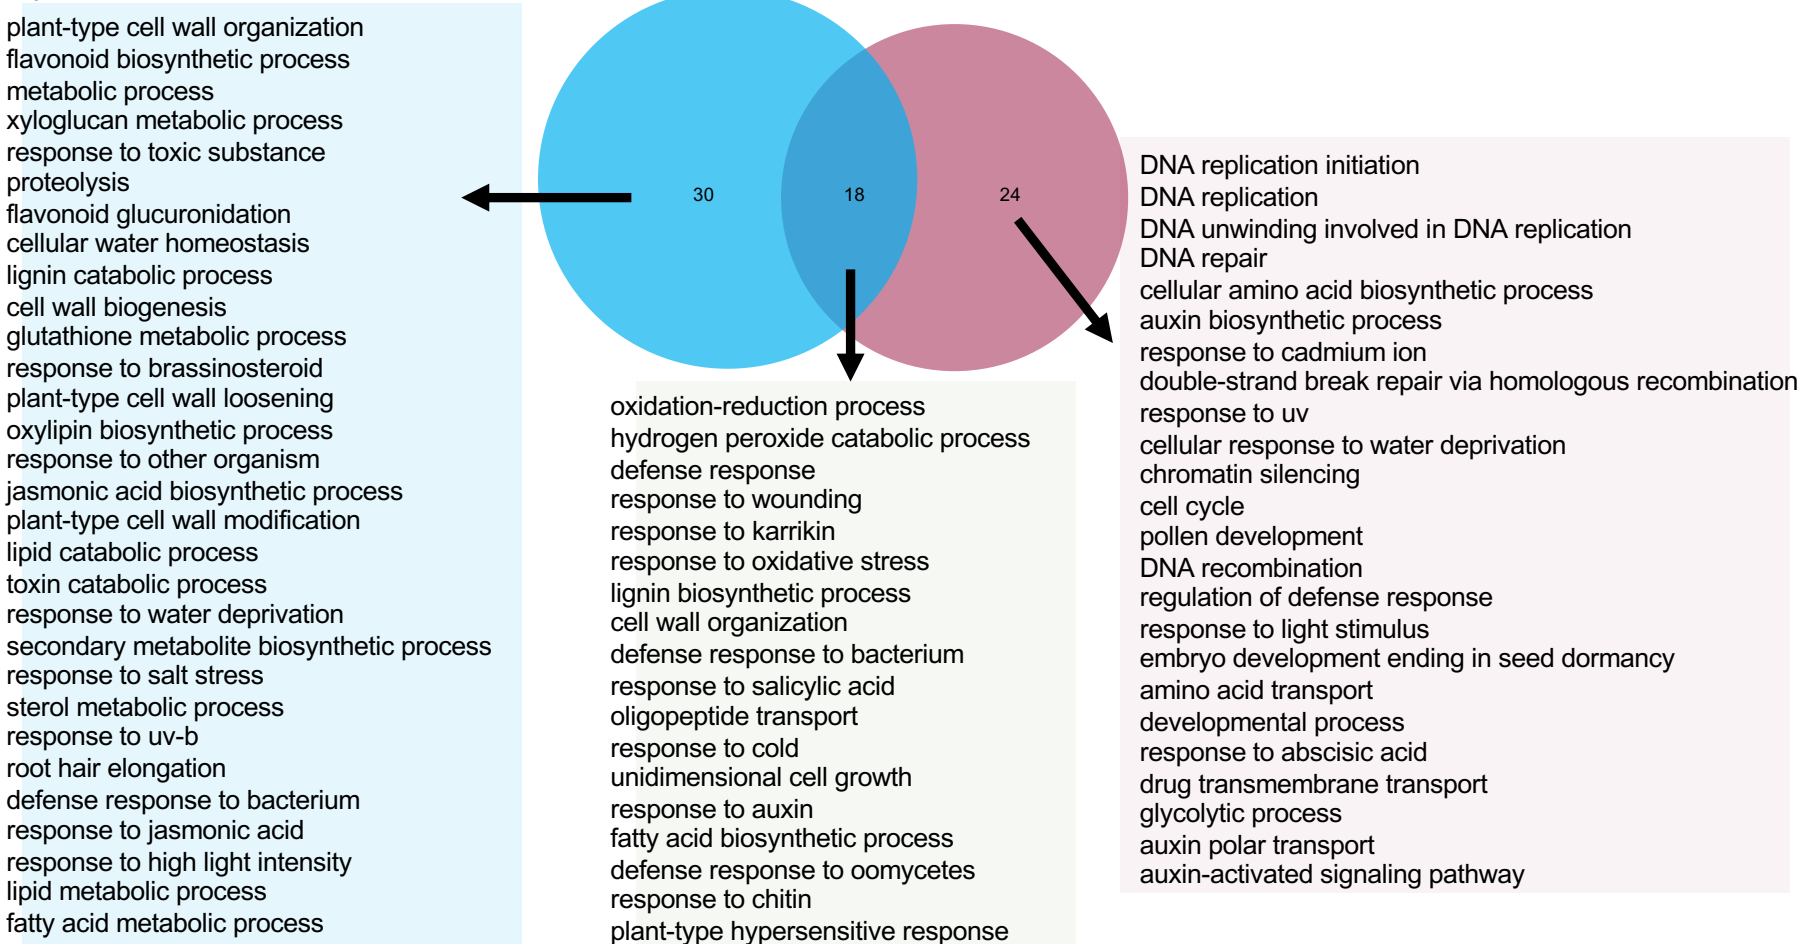 plant-type cell wall organization
flavonoid biosynthetic process
metabolic process
xyloglucan metabolic process
response to toxic substance
proteolysis
flavonoid glucuronidation
cellular water homeostasis
lignin catabolic process
cell wall biogenesis
glutathione metabolic process
response to brassinosteroid
plant-type cell wall loosening
oxylipin biosynthetic process
response to other organism
jasmonic acid biosynthetic process
plant-type cell wall modification
lipid catabolic process
toxin catabolic process
response to water deprivation
secondary metabolite biosynthetic process
response to salt stress
sterol metabolic process
response to uv-b
root hair elongation
defense response to bacterium
response to jasmonic acid
response to high light intensity
lipid metabolic process
fatty acid metabolic process
30
18
24
oxidation-reduction process
hydrogen peroxide catabolic process
defense response
response to wounding
response to karrikin
response to oxidative stress
lignin biosynthetic process
cell wall organization
defense response to bacterium
response to salicylic acid
oligopeptide transport
response to cold
unidimensional cell growth
response to auxin
fatty acid biosynthetic process
defense response to oomycetes
response to chitin
plant-type hypersensitive response
DNA replication initiation
DNA replication
DNA unwinding involved in DNA replication
DNA repair
cellular amino acid biosynthetic process
auxin biosynthetic process
response to cadmium ion
double-strand break repair via homologous recombination
response to uv
cellular response to water deprivation
chromatin silencing
cell cycle
pollen development
DNA recombination
regulation of defense response
response to light stimulus
embryo development ending in seed dormancy
amino acid transport
developmental process
response to abscisic acid
drug transmembrane transport
glycolytic process
auxin polar transport
auxin-activated signaling pathway